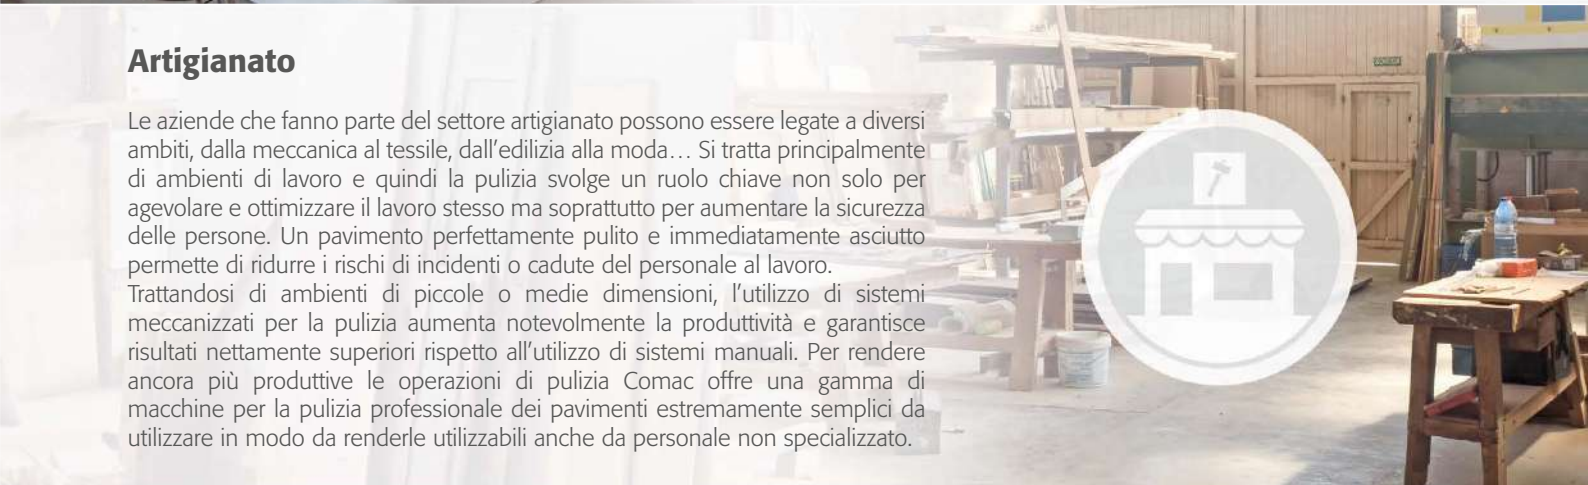 Artigianato
Le aziende che fanno parte del settore artigianato possono essere legate a diversi
ambiti, dalla meccanica al tessile, dall'edilizia alla moda… Si tratta principalmente
di ambienti di lavoro e quindi la pulizia svolge un ruolo chiave non solo per
agevolare e ottimizzare il lavoro stesso ma soprattutto per aumentare la sicurezza
delle persone. Un pavimento perfettamente pulito e immediatamente asciutto
permette di ridurre i rischi di incidenti o cadute del personale al lavoro.
Trattandosi di ambienti di piccole o medie dimensioni, l'utilizzo di sistemi
meccanizzati per la pulizia aumenta notevolmente la produttività e garantisce
risultati nettamente superiori rispetto all'utilizzo di sistemi manuali. Per rendere
ancora più produttive le operazioni di pulizia Comac offre una gamma di
macchine per la pulizia professionale dei pavimenti estremamente semplici da
utilizzare in modo da renderle utilizzabili anche da personale non specializzato.